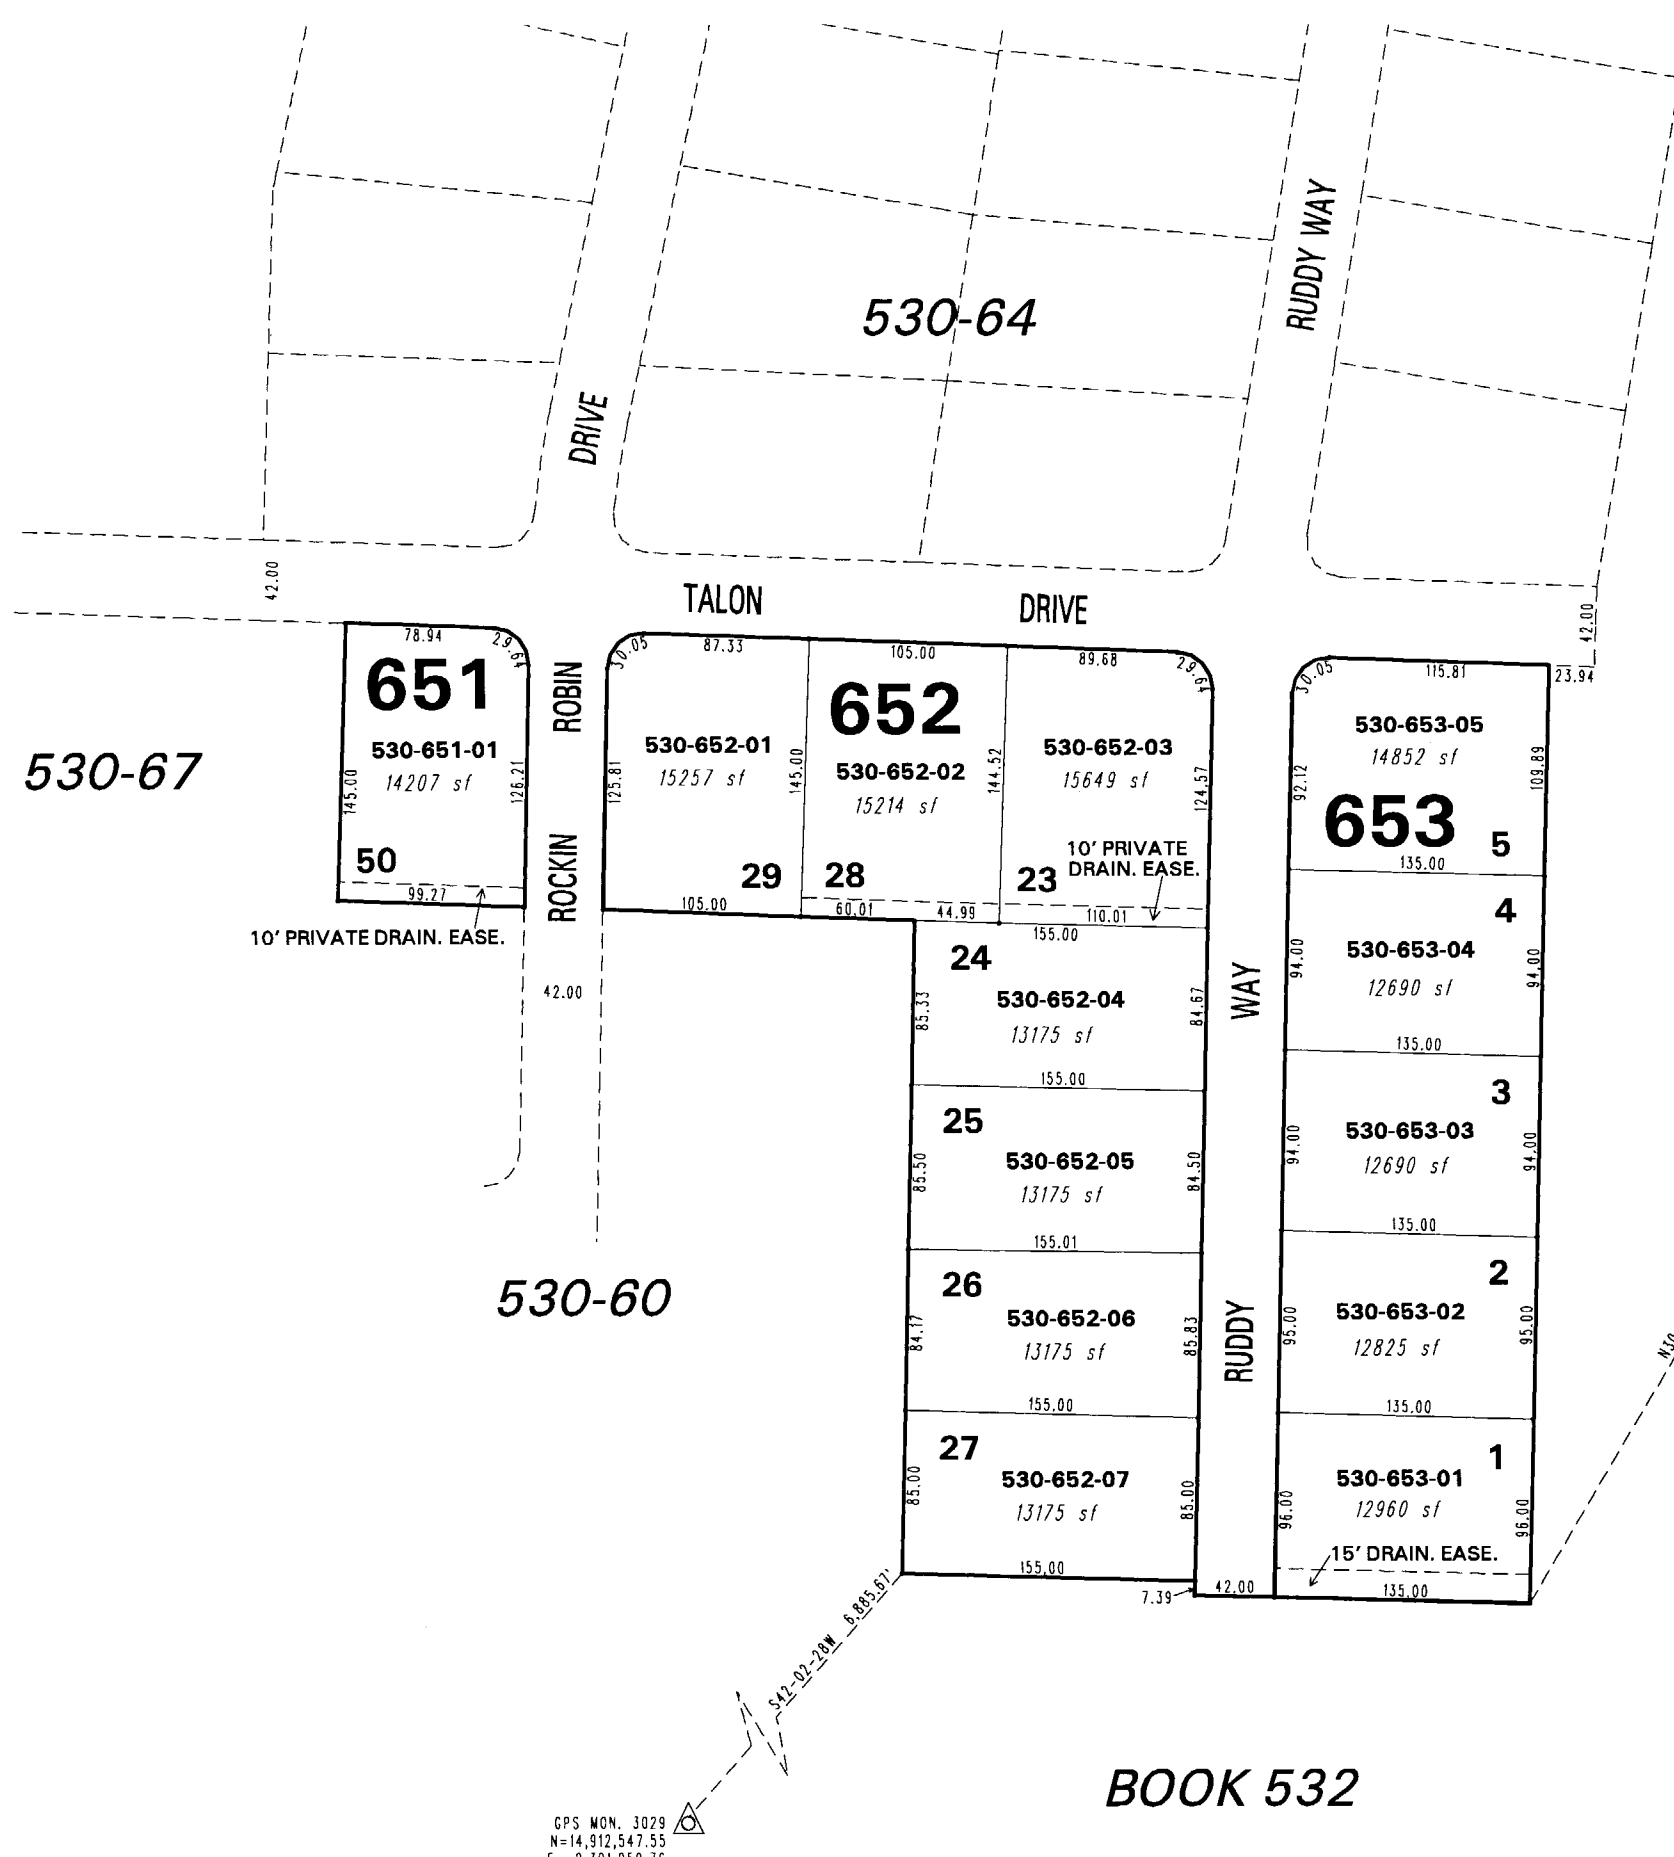 RUDDY WAY
530-64
DRIVE
42.00
TALON
DRIVE
42.00
78.94
29.64
30.05
87.33
105.00
89.68
29.64
30.05
115.81
23.94
651
530-651-01
14207 sf
145.00
126.21
50
99.27
10' PRIVATE DRAIN. EASE.
ROBIN
ROCKIN
42.00
530-67
125.81
530-652-01
15257 sf
29
105.00
145.00
652
530-652-02
15214 sf
28
60.01
44.99
144.52
530-652-03
15649 sf
124.57
10' PRIVATE
DRAIN. EASE.
23
110.01
155.00
24
530-652-04
13175 sf
85.33
84.67
155.00
25
530-652-05
13175 sf
85.50
84.50
155.01
26
530-652-06
13175 sf
84.17
85.83
155.00
27
530-652-07
13175 sf
85.00
85.00
155.00
WAY
RUDDY
7.39
42.00
530-653-05
14852 sf
92.12
109.89
653
5
135.00
4
530-653-04
12690 sf
94.00
94.00
135.00
3
530-653-03
12690 sf
94.00
94.00
135.00
2
530-653-02
12825 sf
95.00
95.00
135.00
1
530-653-01
12960 sf
96.00
96.00
15' DRAIN. EASE.
135.00
530-60
S42-02-28W 6,885.67'
BOOK 532
GPS MON. 3029
N=14,912,547.55